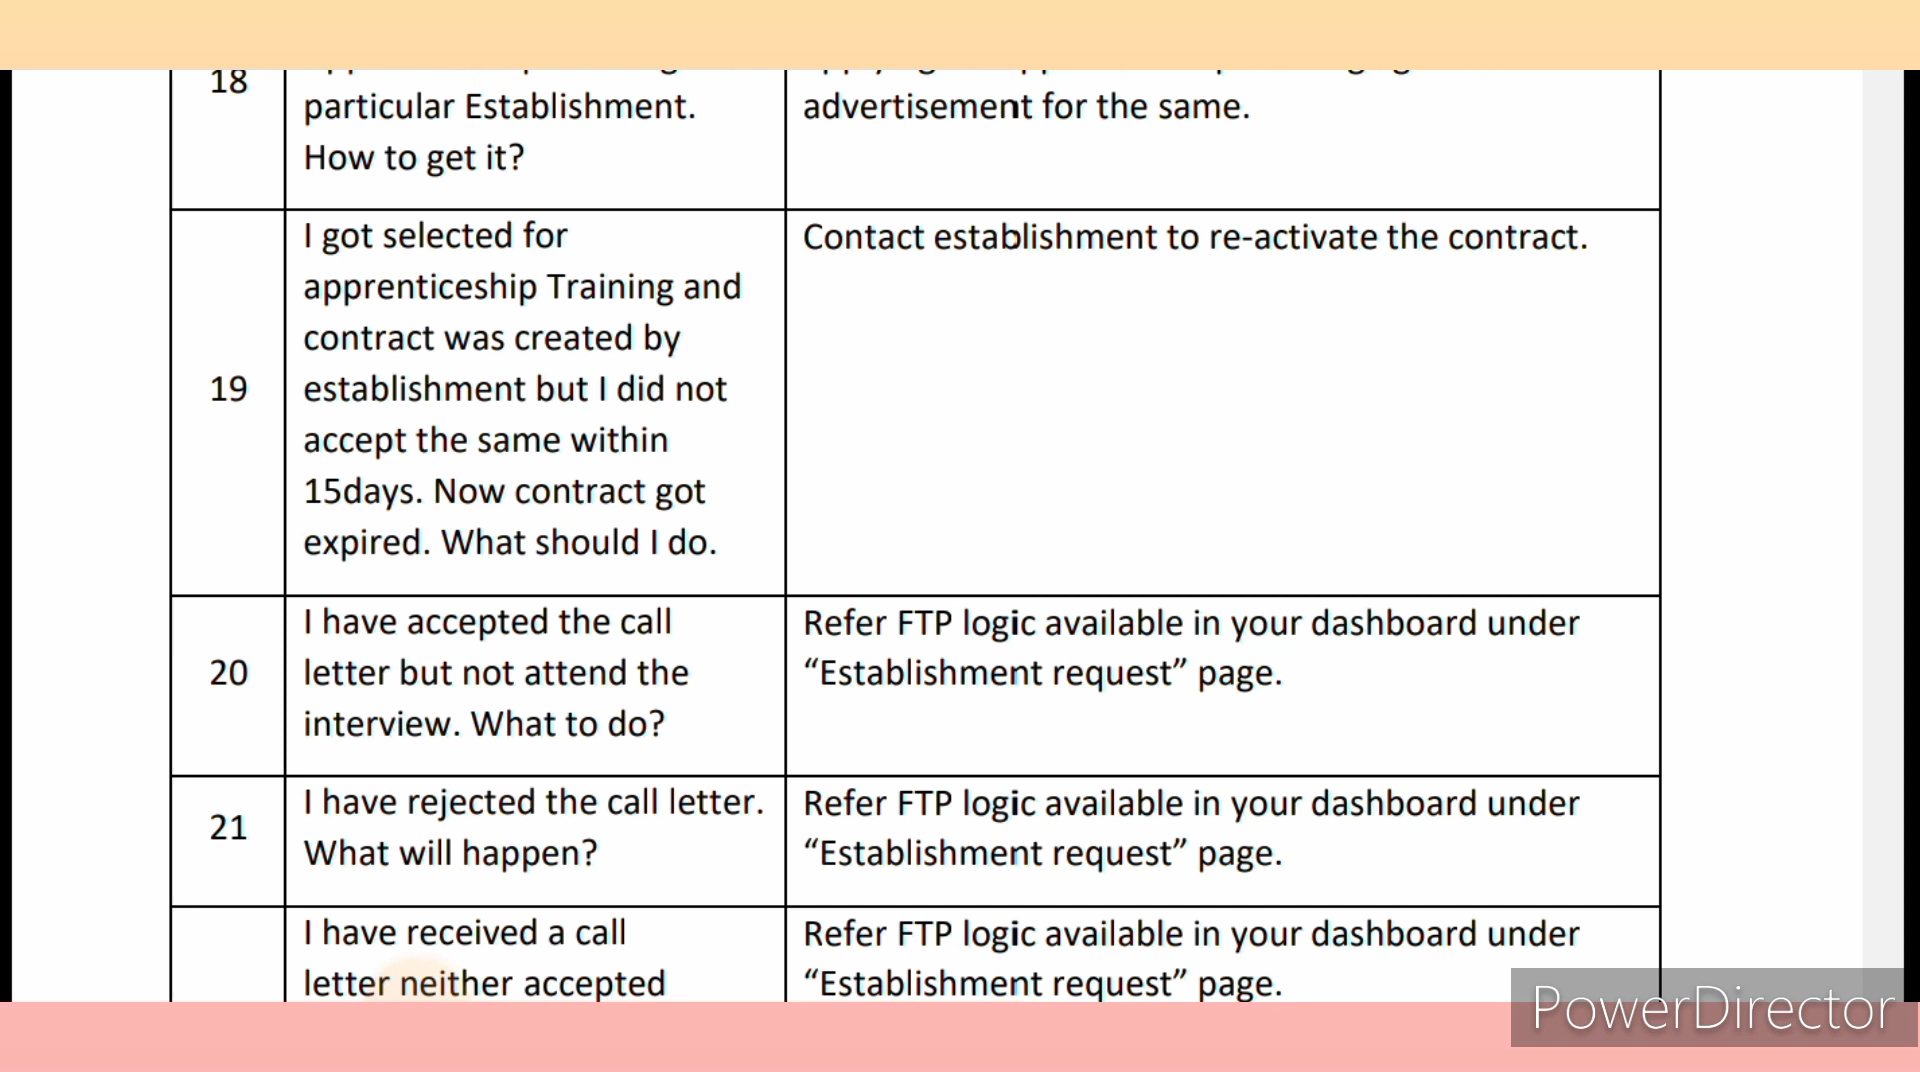 18
particular Establishment.
How to get it?
advertisement for the same.
19
I got selected for
apprenticeship Training and
contract was created by
establishment but I did not
accept the same within
15days. Now contract got
expired. What should I do.
Contact establishment to re-activate the contract.
20
I have accepted the call
letter but not attend the
interview. What to do?
Refer FTP logic available in your dashboard under
“Establishment request” page.
21
I have rejected the call letter.
What will happen?
Refer FTP logic available in your dashboard under
“Establishment request” page.
I have received a call
letter neither accepted
Refer FTP logic available in your dashboard under
“Establishment request” page.
PowerDirector